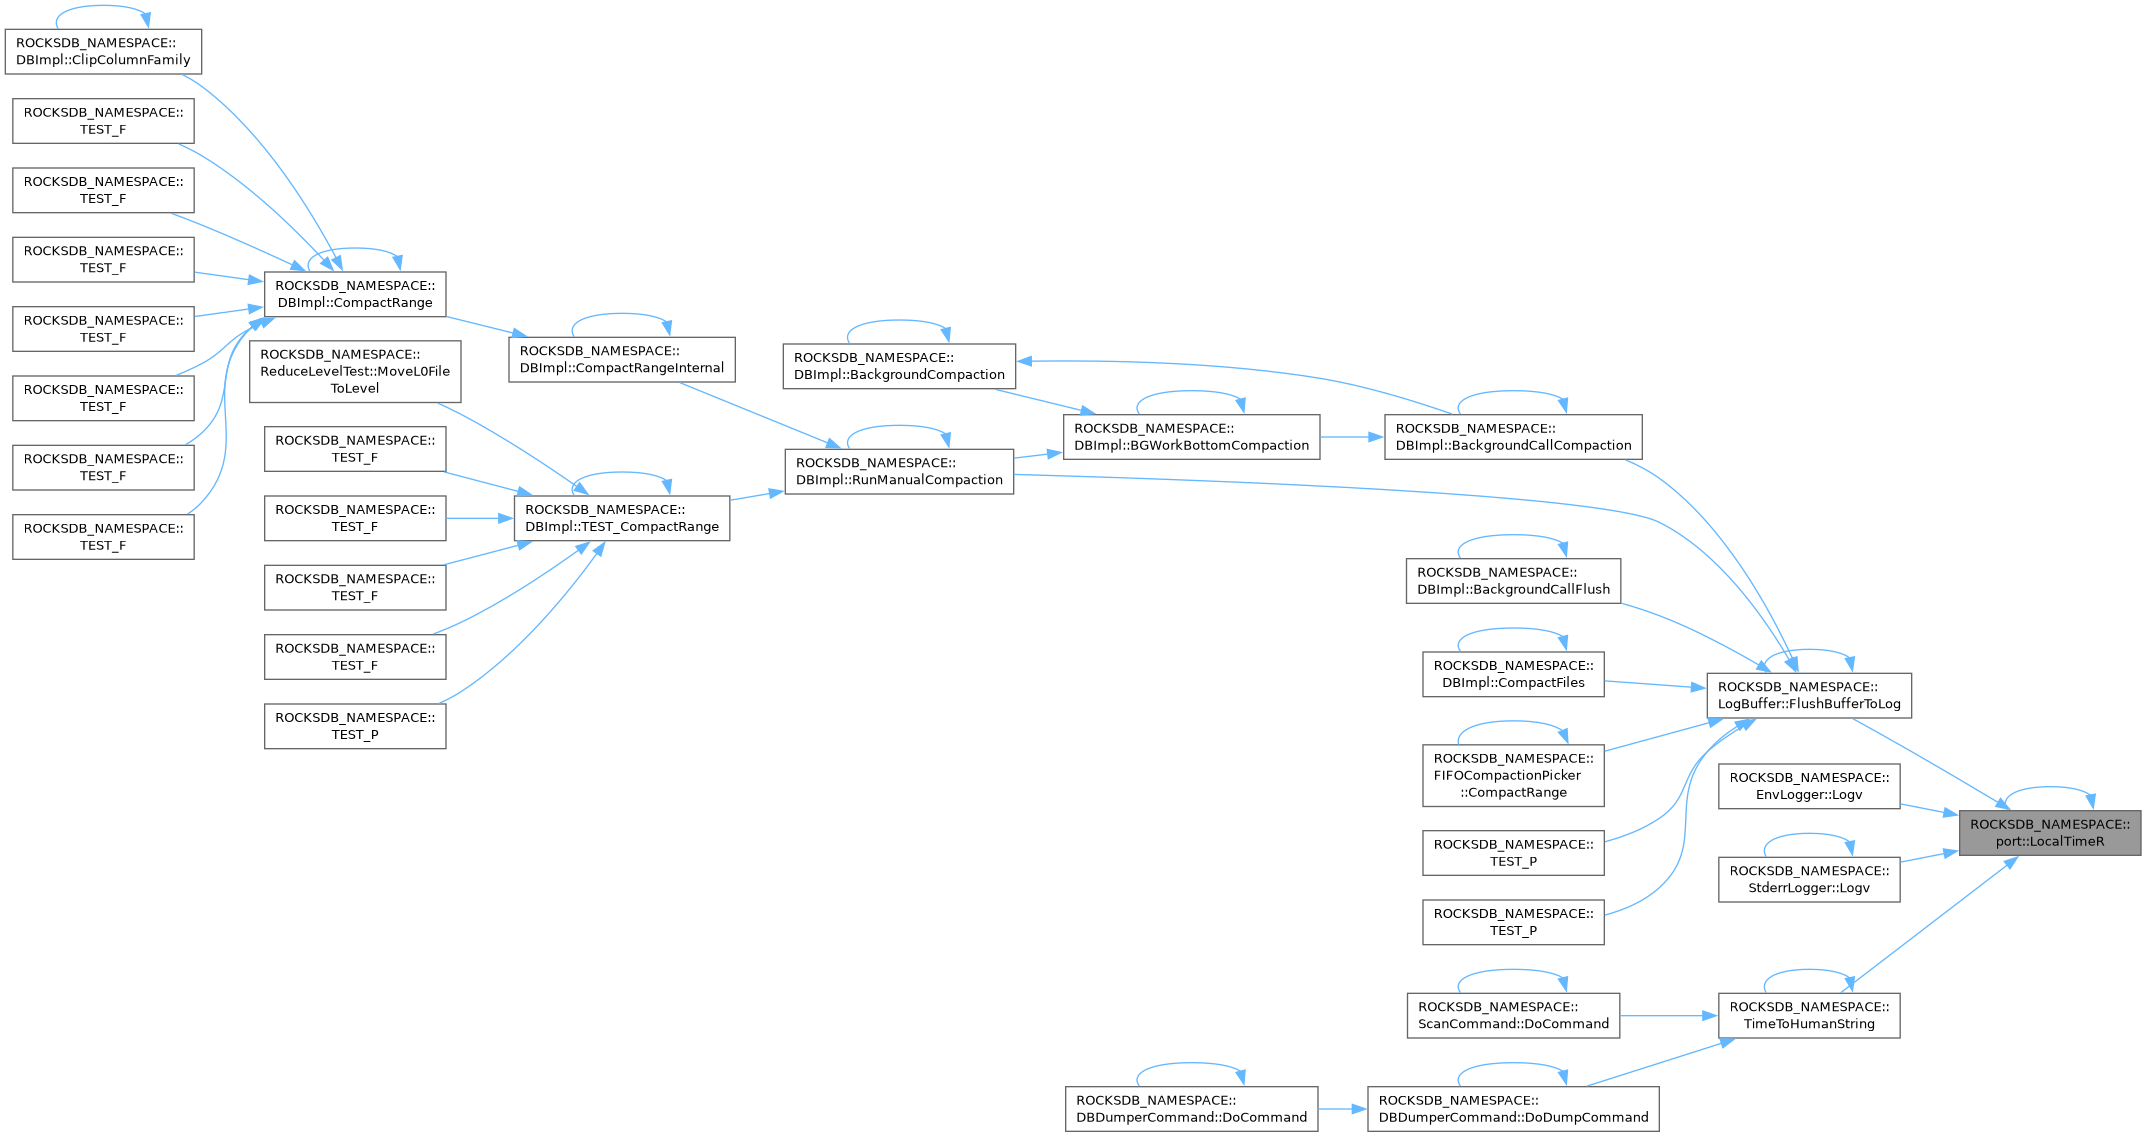 ROCKSDB_NAMESPACE::
DBImpl::ClipColumnFamily
ROCKSDB_NAMESPACE::
TEST_F
ROCKSDB_NAMESPACE::
TEST_F
ROCKSDB_NAMESPACE::
TEST_F
ROCKSDB_NAMESPACE::
TEST_F
ROCKSDB_NAMESPACE::
TEST_F
ROCKSDB_NAMESPACE::
TEST_F
ROCKSDB_NAMESPACE::
TEST_F
ROCKSDB_NAMESPACE::
DBImpl::CompactRange
ROCKSDB_NAMESPACE::
ReduceLevelTest::MoveL0File
ToLevel
ROCKSDB_NAMESPACE::
TEST_F
ROCKSDB_NAMESPACE::
TEST_F
ROCKSDB_NAMESPACE::
TEST_F
ROCKSDB_NAMESPACE::
TEST_F
ROCKSDB_NAMESPACE::
TEST_P
ROCKSDB_NAMESPACE::
DBImpl::CompactRangeInternal
ROCKSDB_NAMESPACE::
DBImpl::TEST_CompactRange
ROCKSDB_NAMESPACE::
DBImpl::BackgroundCompaction
ROCKSDB_NAMESPACE::
DBImpl::RunManualCompaction
ROCKSDB_NAMESPACE::
DBImpl::BGWorkBottomCompaction
ROCKSDB_NAMESPACE::
DBImpl::BackgroundCallCompaction
ROCKSDB_NAMESPACE::
DBImpl::BackgroundCallFlush
ROCKSDB_NAMESPACE::
DBImpl::CompactFiles
ROCKSDB_NAMESPACE::
FIFOCompactionPicker
::CompactRange
ROCKSDB_NAMESPACE::
TEST_P
ROCKSDB_NAMESPACE::
TEST_P
ROCKSDB_NAMESPACE::
ScanCommand::DoCommand
ROCKSDB_NAMESPACE::
DBDumperCommand::DoCommand
ROCKSDB_NAMESPACE::
DBDumperCommand::DoDumpCommand
ROCKSDB_NAMESPACE::
LogBuffer::FlushBufferToLog
ROCKSDB_NAMESPACE::
EnvLogger::Logv
ROCKSDB_NAMESPACE::
StderrLogger::Logv
ROCKSDB_NAMESPACE::
TimeToHumanString
ROCKSDB_NAMESPACE::
port::LocalTimeR